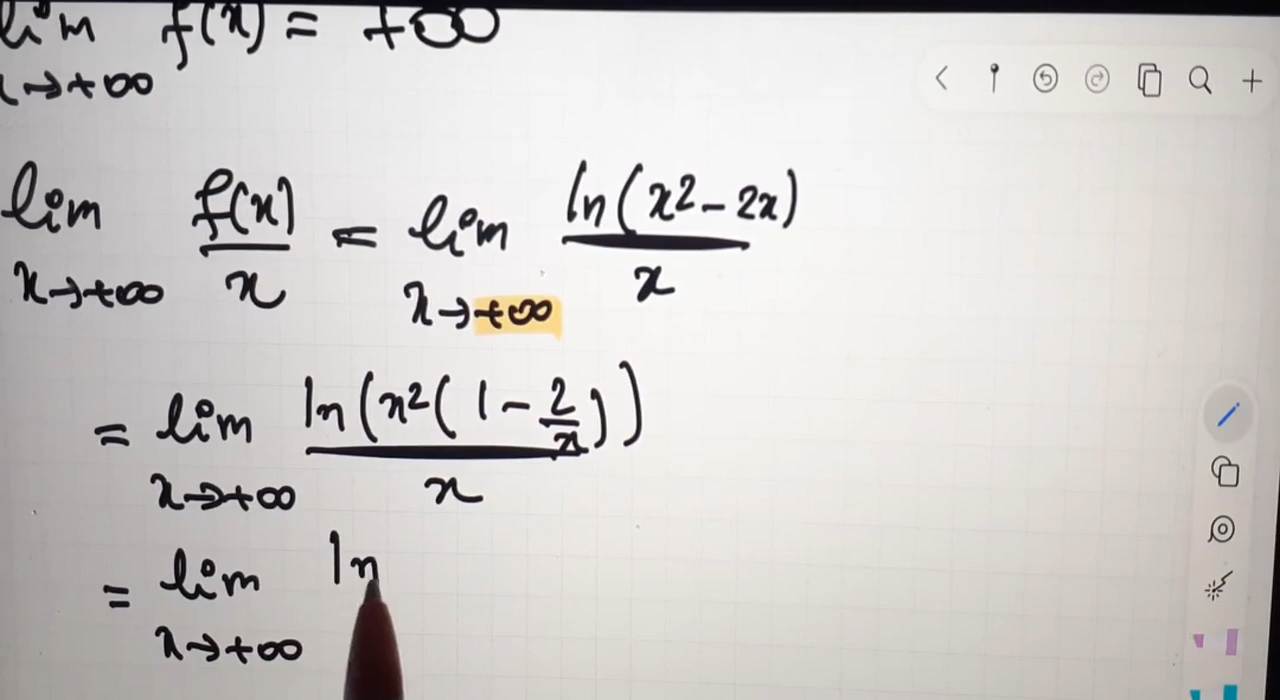 lim f(x) = +∞
x→+∞
lim f(x)/x = lim ln(x2-2x)/x
x→+∞ x→+∞
= lim ln(x2(1-2/x))/x
x→+∞
= lim ln
x→+∞